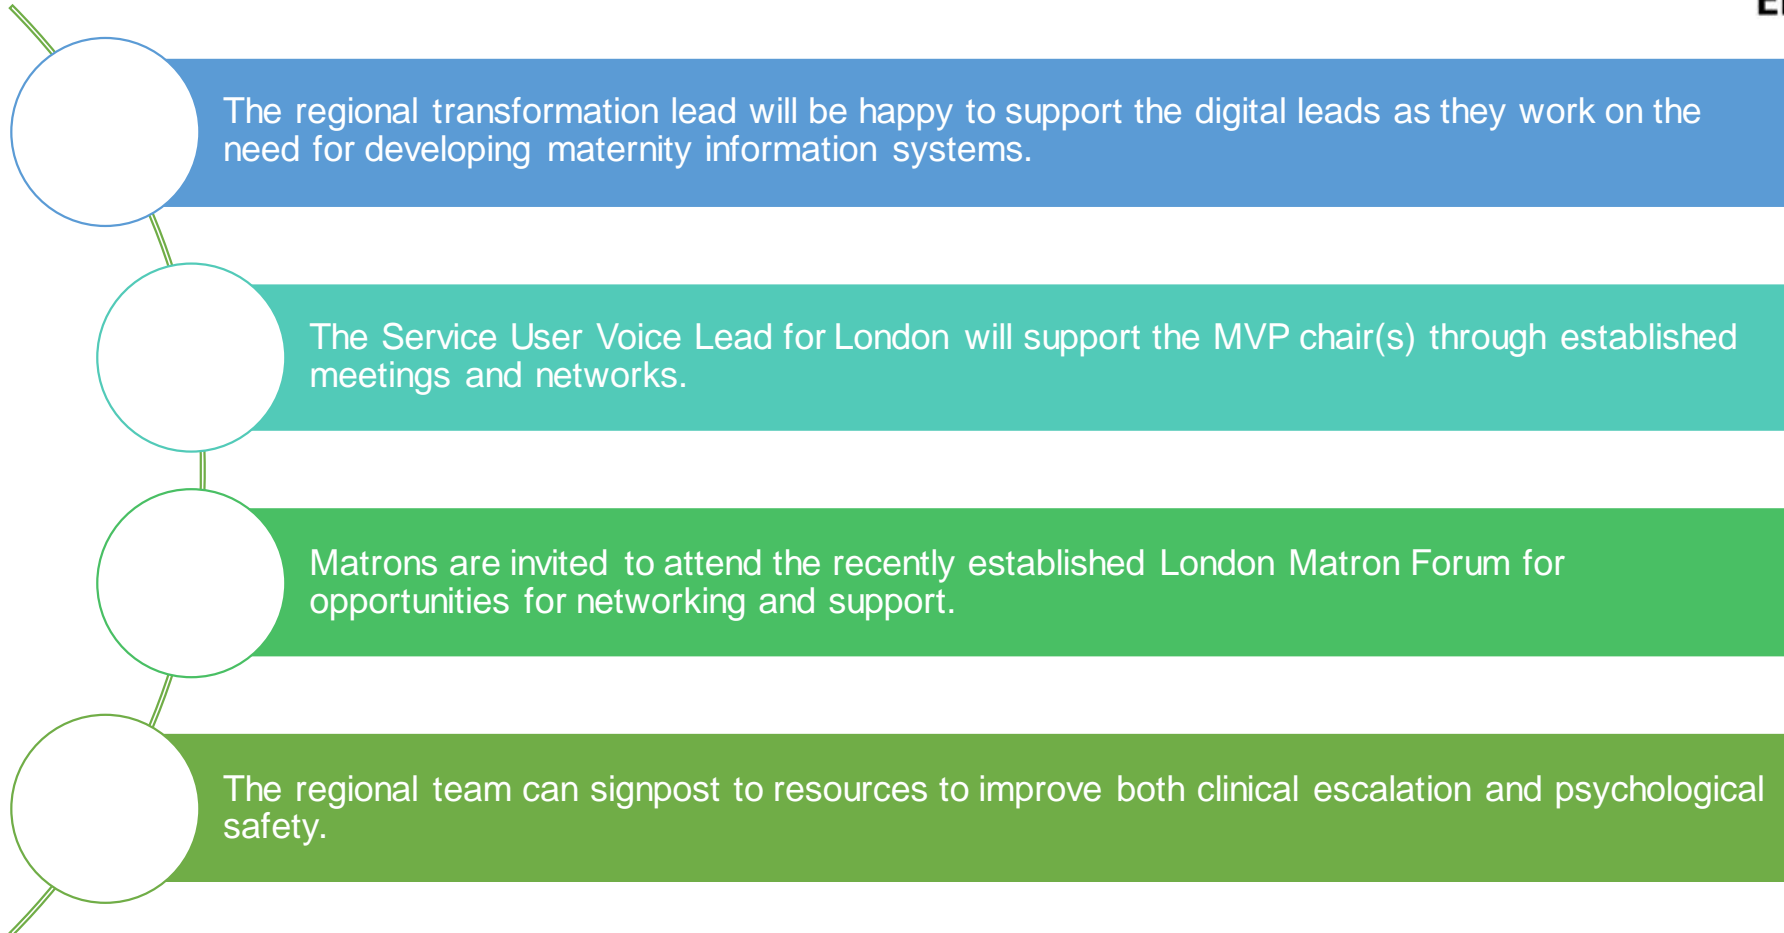 The regional transformation lead will be happy to support the digital leads as they work on the
need for developing maternity information systems.
The Service User Voice Lead for London will support the MVP chair(s) through established
meetings and networks.
Matrons are invited to attend the recently established London Matron Forum for
opportunities for networking and support.
The regional team can signpost to resources to improve both clinical escalation and psychological
safety.